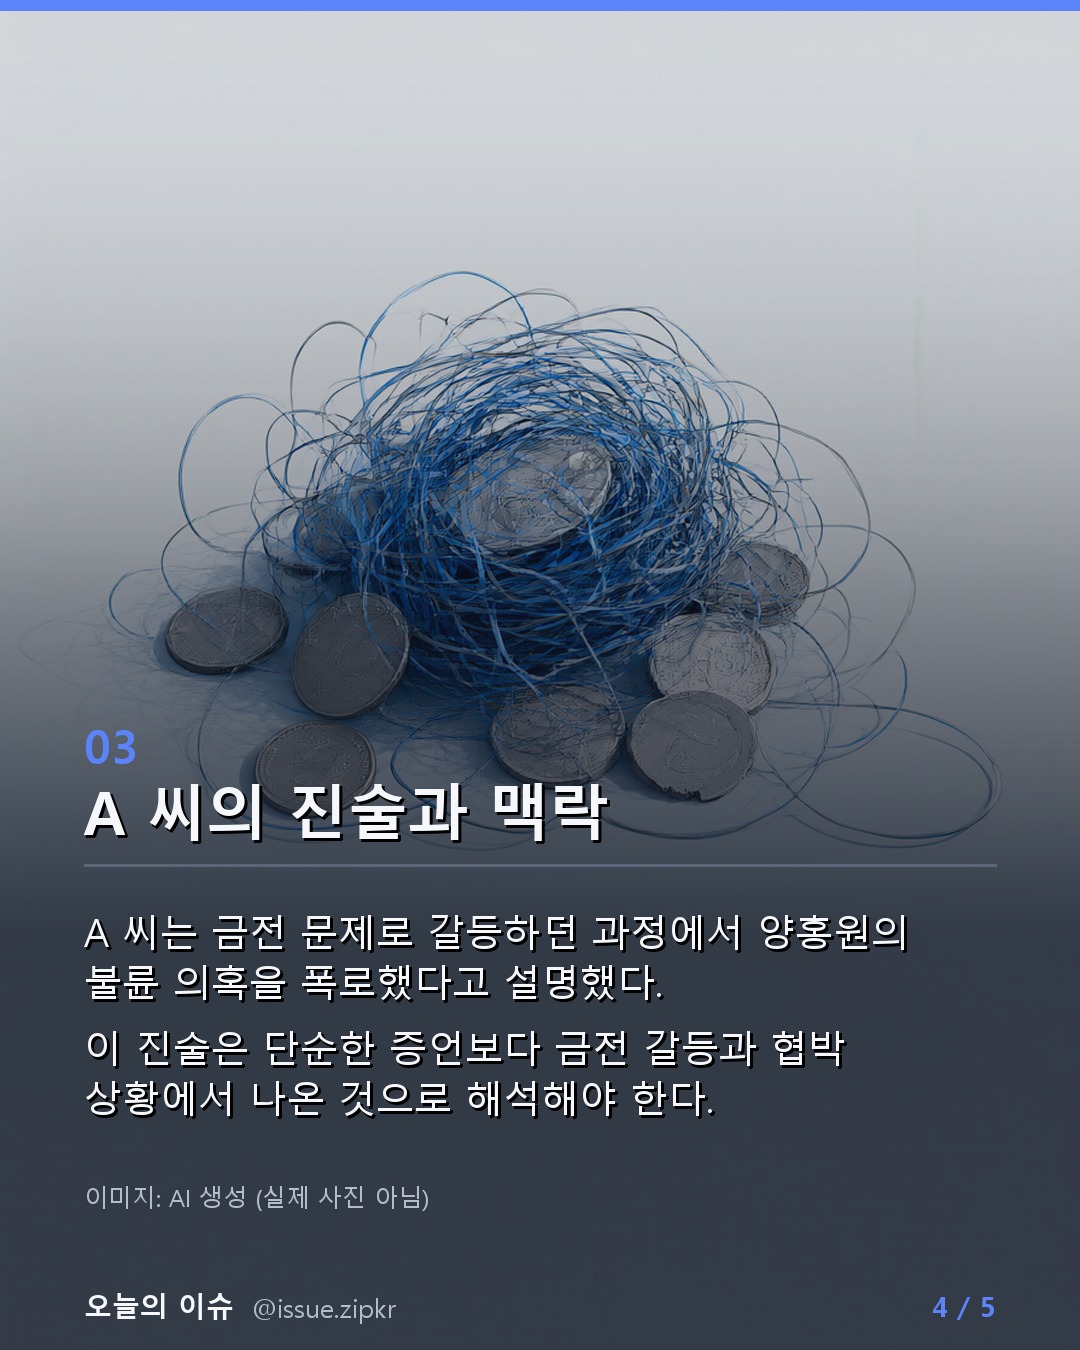 03
A 씨의 진술과 맥락
A 씨는 금전 문제로 갈등하던 과정에서 양홍원의
불륜 의혹을 폭로했다고 설명했다.
이 진술은 단순한 증언보다 금전 갈등과 협박
상황에서 나온 것으로 해석해야 한다.
이미지: AI 생성 (실제 사진 아님)
오늘의 이슈 @issue.zipkr
4 / 5